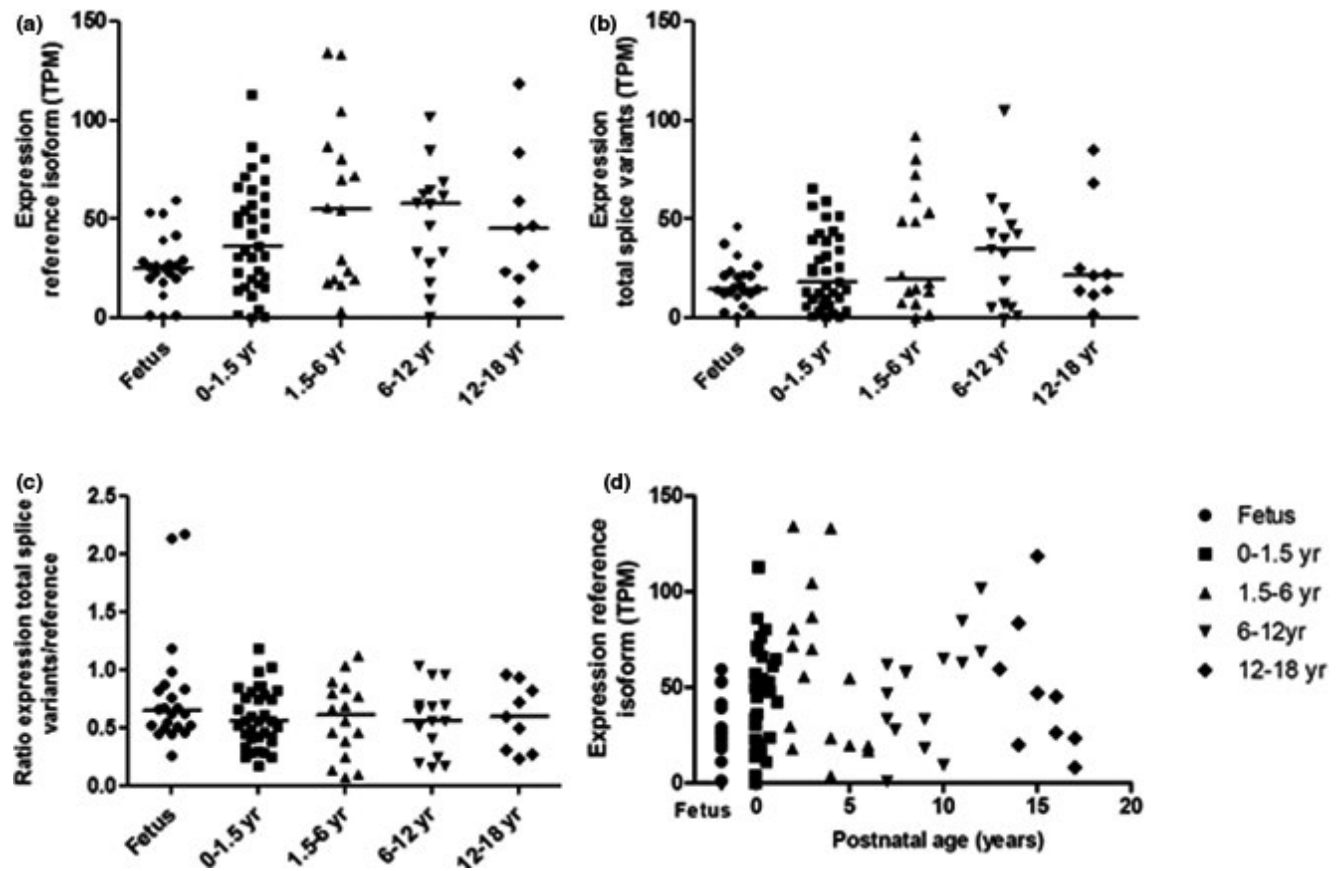 (a)
Expression
reference isoform (TPM)
150
100
50
0
Fetus
0-1.5 yr
1.5-6 yr
6-12 yr
12-18 yr
(b)
Expression
total splice variants (TPM)
150
100
50
0
Fetus
0-1.5 yr
1.5-6 yr
6-12 yr
12-18 yr
(c)
Ratio expression total splice
variants/reference
2.5
2.0
1.5
1.0
0.5
0.0
Fetus
0-1.5 yr
1.5-6 yr
6-12 yr
12-18 yr
(d)
Expression reference
isoform (TPM)
150
100
50
0
Fetus
0
5
10
15
20
Postnatal age (years)
Fetus
0-1.5 yr
1.5-6 yr
6-12yr
12-18 yr